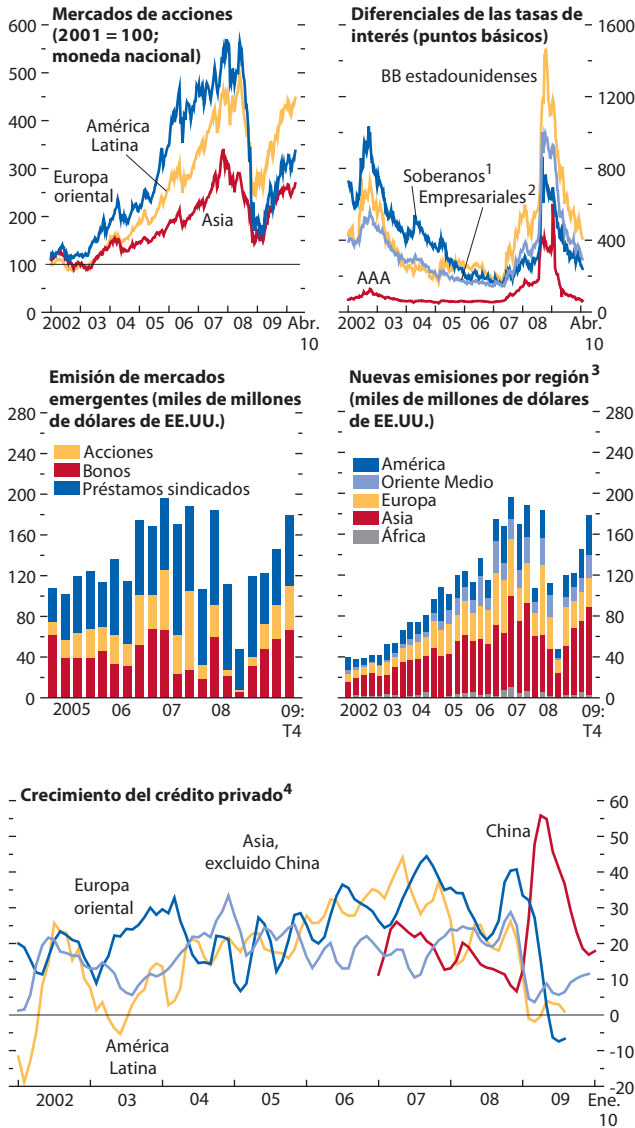 Mercados de acciones
(2001 = 100;
moneda nacional)
600
500
400
300
200
100
0
América
Latina
Europa
oriental
Asia
2002 03 04 05 06 07 08 09 Abr.
10
Diferenciales de las tasas de
interés (puntos básicos)
BB estadounidenses
1600
1200
800
400
0
Soberanos1
Empresariales2
AAA
2002 03 04 05 06 07 08 Abr.
10
Emisión de mercados
emergentes (miles de millones
de dólares de EE.UU.)
280
240
200
160
120
80
40
0
Acciones
Bonos
Préstamos sindicados
2005 06 07 08 09:
T4
Nuevas emisiones por región3
(miles de millones de dólares
de EE.UU.)
280
240
200
160
120
80
40
0
América
Oriente Medio
Europa
Asia
África
2002 03 04 05 06 07 08 09:
T4
Crecimiento del crédito privado4
60
50
40
30
20
10
0
-10
-20
Europa
oriental
Asia,
excluido China
China
América
Latina
2002 03 04 05 06 07 08 09 Ene.
10